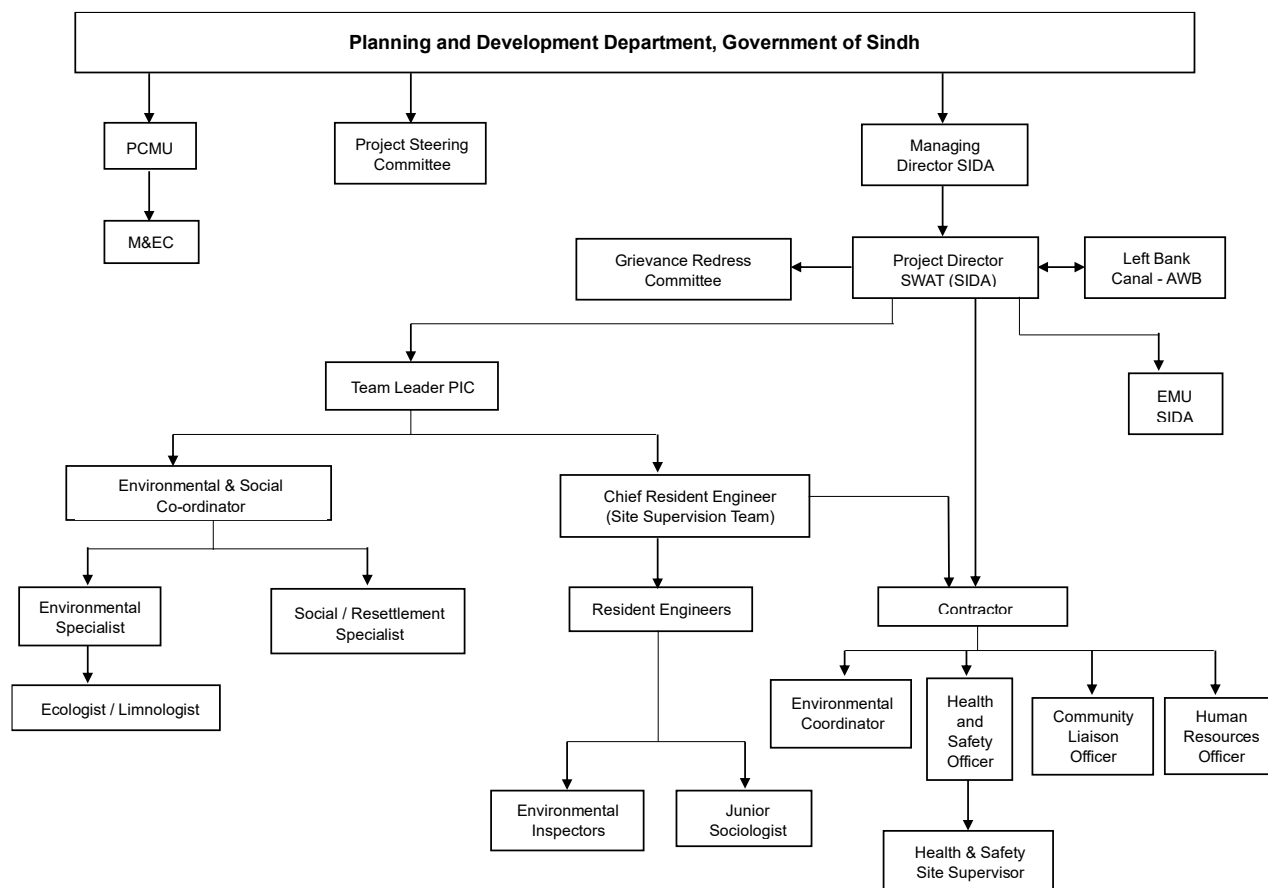 Planning and Development Department, Government of Sindh
PCMU
Project Steering
Committee
Managing
Director SIDA
M&EC
Grievance Redress
Committee
Project Director
SWAT (SIDA)
Left Bank
Canal - AWB
Team Leader PIC
EMU
SIDA
Environmental & Social
Co-ordinator
Chief Resident Engineer
(Site Supervision Team)
Environmental
Specialist
Social / Resettlement
Specialist
Resident Engineers
Contractor
Ecologist / Limnologist
Environmental
Coordinator
Health
and
Safety
Officer
Community
Liaison
Officer
Human
Resources
Officer
Environmental
Inspectors
Junior
Sociologist
Health & Safety
Site Supervisor